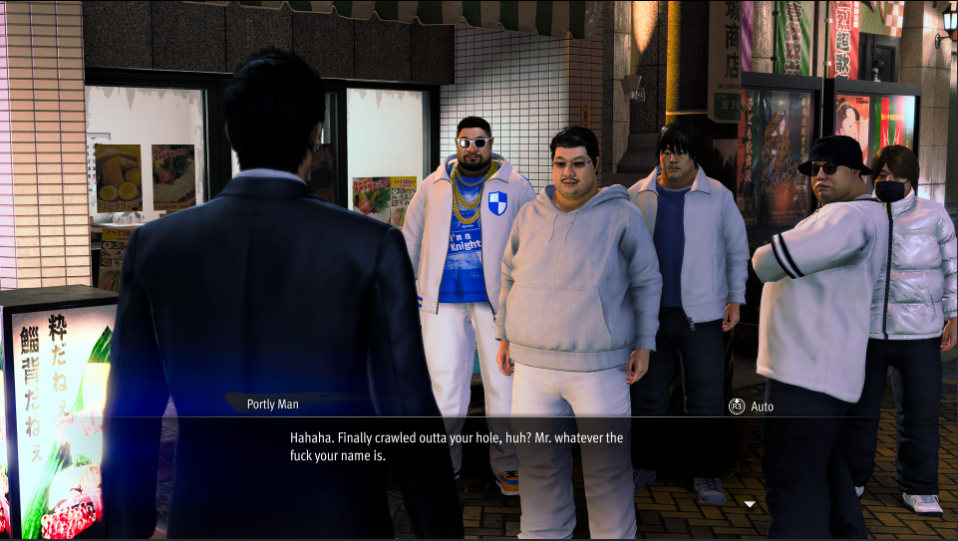 I'm a
Knight
粋だねぇ
鯔背だねぇ
Portly Man
R3 Auto
Hahaha. Finally crawled outta your hole, huh? Mr. whatever the
fuck your name is.